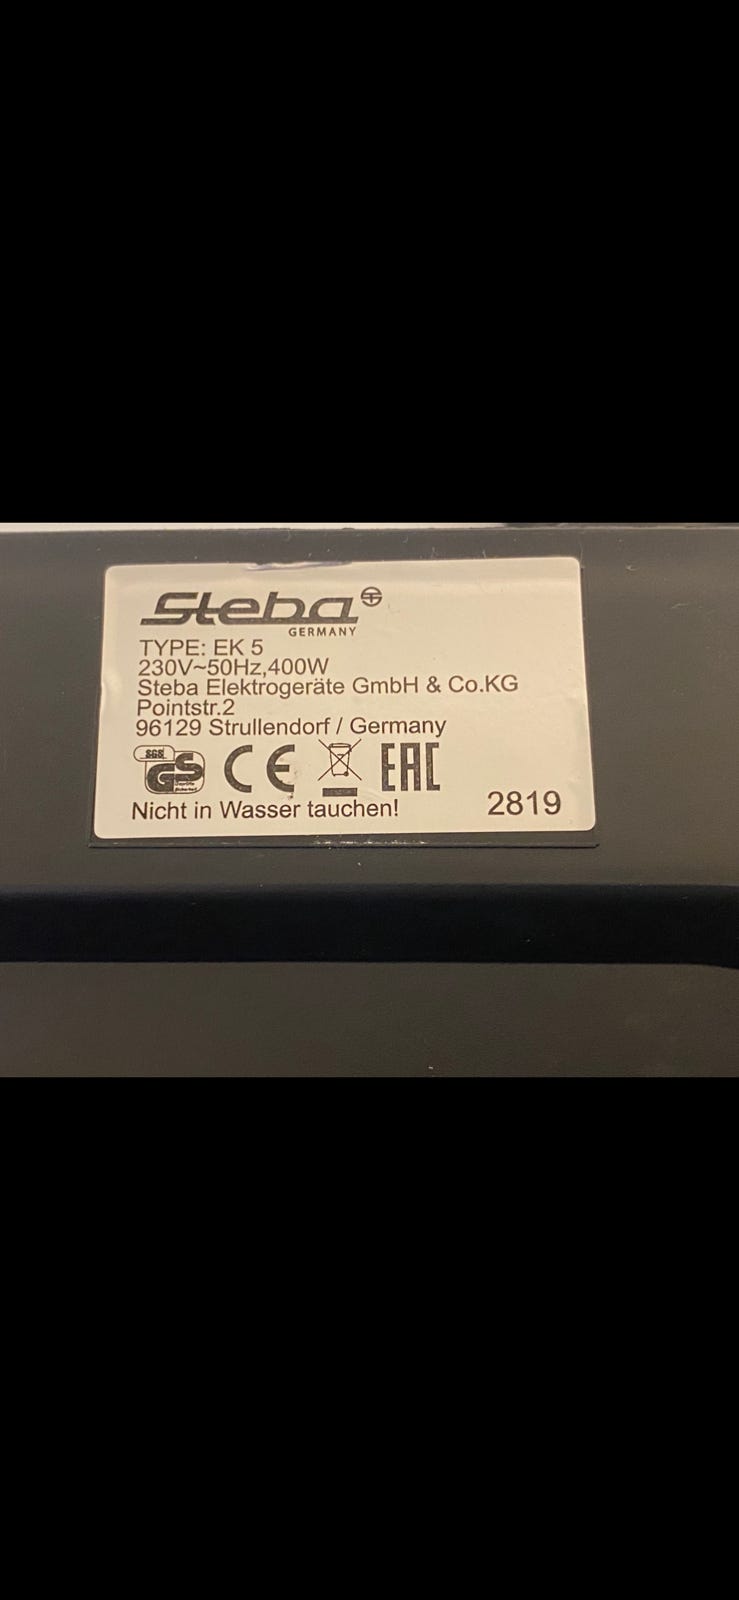 Steba
GERMANY
TYPE: EK 5
230V~50Hz,400W
Steba Elektrogeräte GmbH & Co.KG
Pointstr.2
96129 Strullendorf / Germany
SGS
GS CE EAC
Nicht in Wasser tauchen! 2819